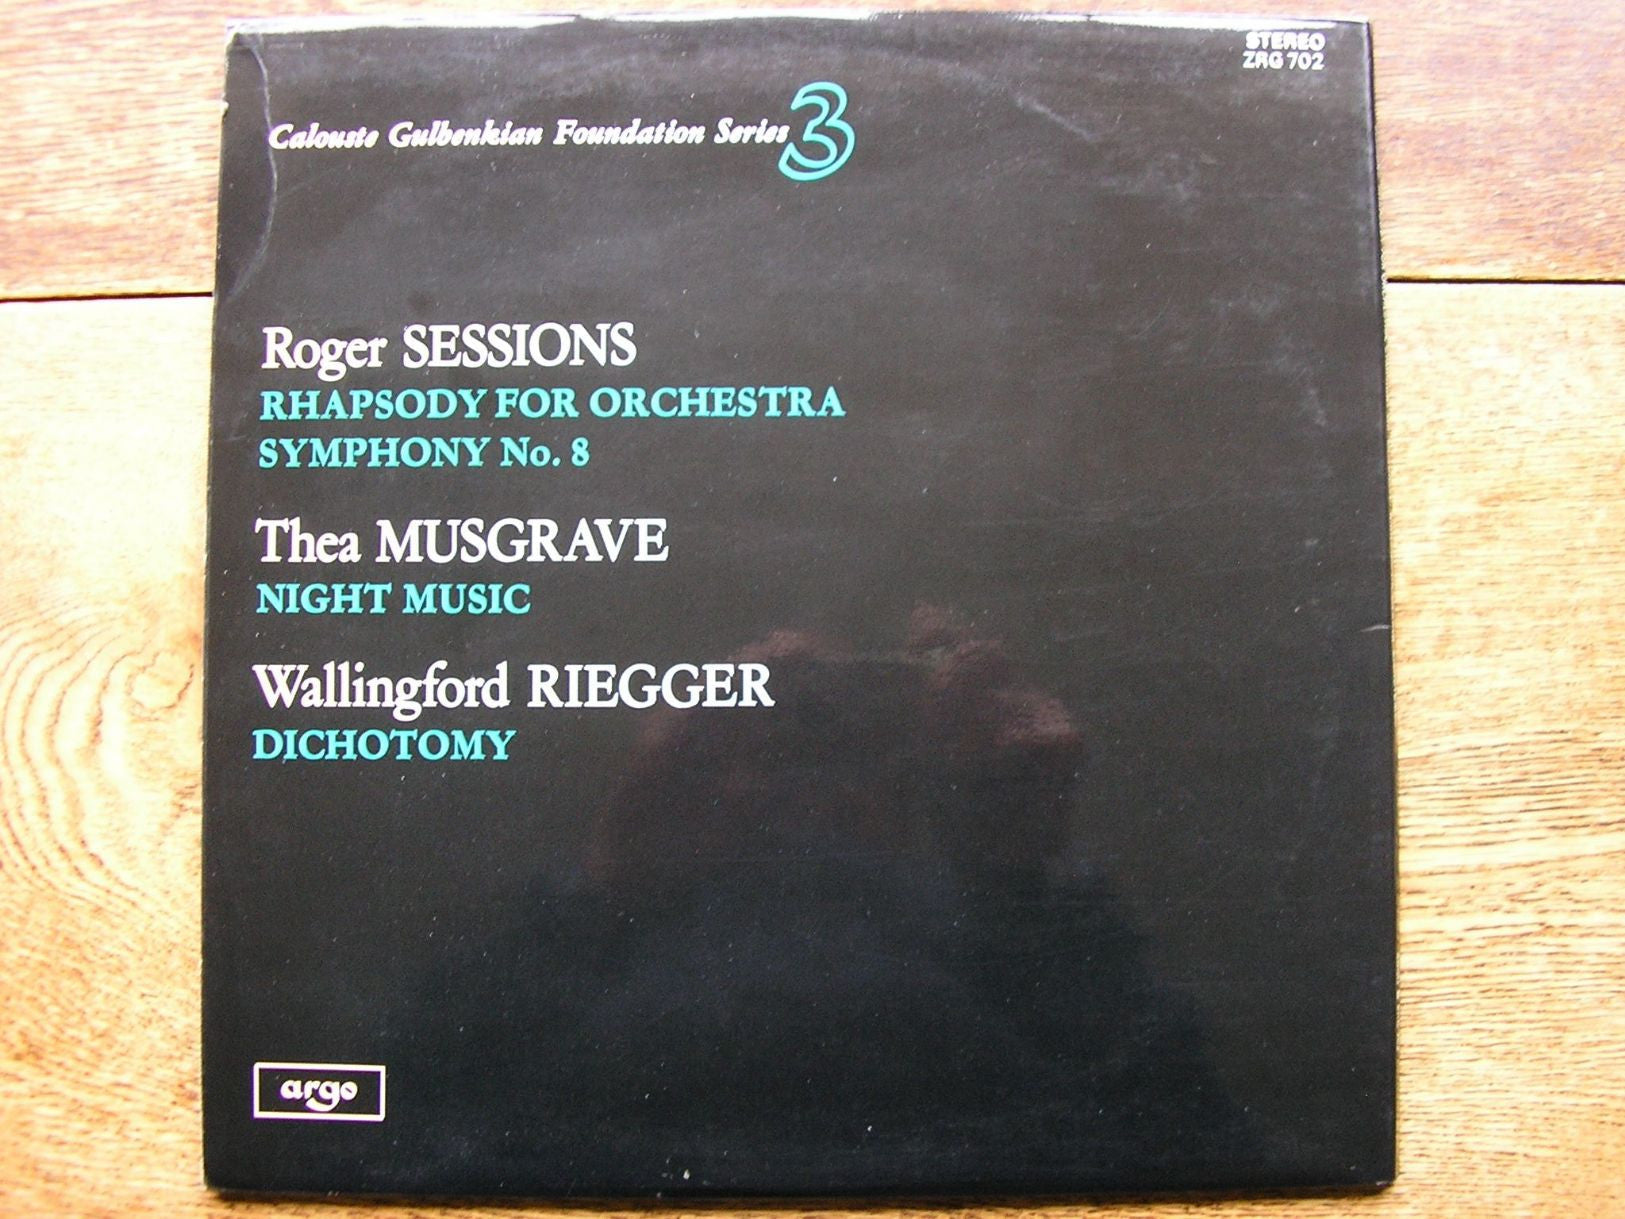 STEREO
ZRG 702
Calouste Gulbenkian Foundation Series 3
Roger SESSIONS
RHAPSODY FOR ORCHESTRA
SYMPHONY No. 8
Thea MUSGRAVE
NIGHT MUSIC
Wallingford RIEGGER
DICHOTOMY
argo